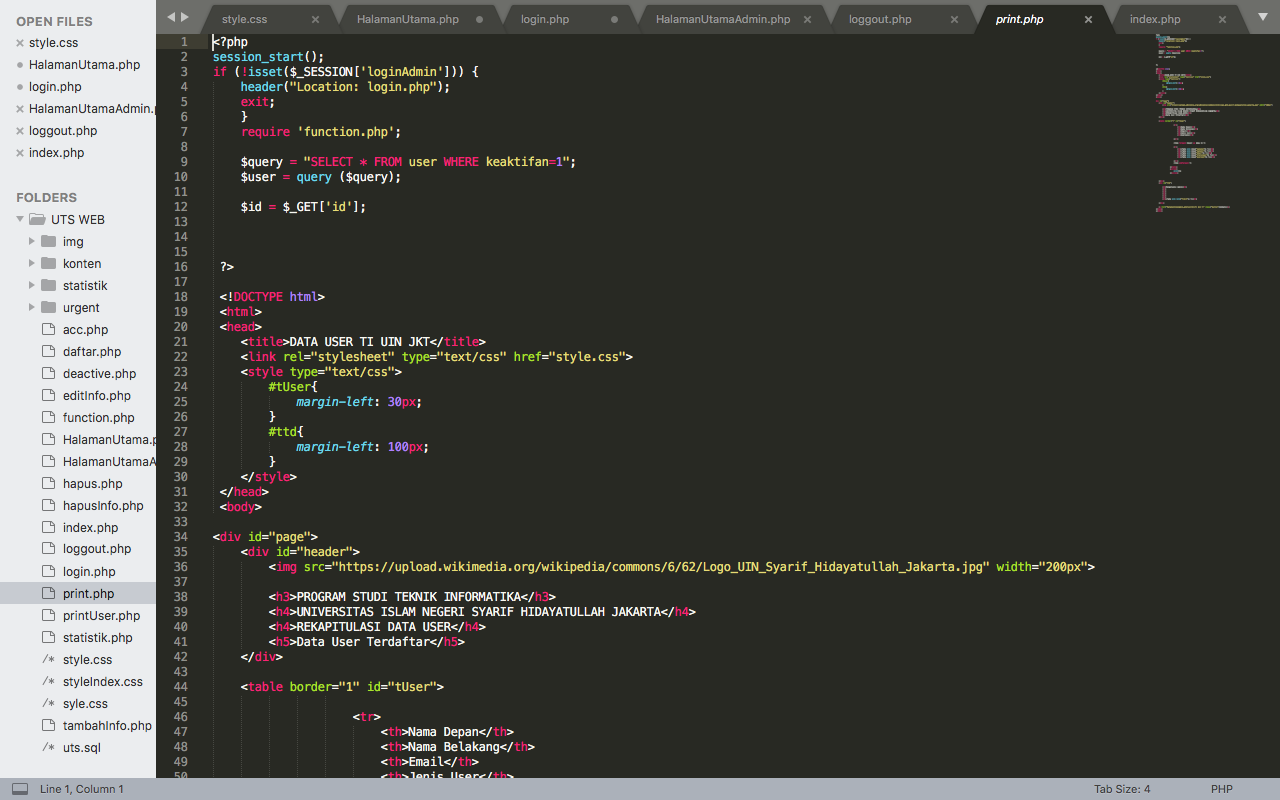 OPEN FILES
style.css
HalamanUtama.php
login.php
HalamanUtamaAdmin.
loggout.php
index.php
FOLDERS
UTS WEB
img
konten
statistik
urgent
acc.php
daftar.php
deactive.php
editInfo.php
function.php
HalamanUtama.p
HalamanUtamaA
hapus.php
hapusInfo.php
index.php
loggout.php
login.php
print.php
printUser.php
statistik.php
/* style.css
/* styleIndex.css
/* syle.css
tambahInfo.php
/* uts.sql
style.css HalamanUtama.php login.php HalamanUtamaAdmin.php loggout.php print.php index.php
1 <?php
2 session_start();
3 if (!isset($_SESSION['loginAdmin'])) {
4 header("Location: login.php");
5 exit;
6 }
7 require 'function.php';
8
9 $query = "SELECT * FROM user WHERE keaktifan=1";
10 $user = query ($query);
11
12 $id = $_GET['id'];
13
14
15
16 ?>
17
18 <!DOCTYPE html>
19 <html>
20 <head>
21 <title>DATA USER TI UIN JKT</title>
22 <link rel="stylesheet" type="text/css" href="style.css">
23 <style type="text/css">
24 #tUser{
25 margin-left: 30px;
26 }
27 #ttd{
28 margin-left: 100px;
29 }
30 </style>
31 </head>
32 <body>
33
34 <div id="page">
35 <div id="header">
36 <img src="https://upload.wikimedia.org/wikipedia/commons/6/62/Logo_UIN_Syarif_Hidayatullah_Jakarta.jpg" width="200px">
37
38 <h3>PROGRAM STUDI TEKNIK INFORMATIKA</h3>
39 <h4>UNIVERSITAS ISLAM NEGERI SYARIF HIDAYATULLAH JAKARTA</h4>
40 <h4>REKAPITULASI DATA USER</h4>
41 <h5>Data User Terdaftar</h5>
42 </div>
43
44 <table border="1" id="tUser">
45
46 <tr>
47 <th>Nama Depan</th>
48 <th>Nama Belakang</th>
49 <th>Email</th>
50 <th>Jenis User</th>
Line 1, Column 1
Tab Size: 4
PHP